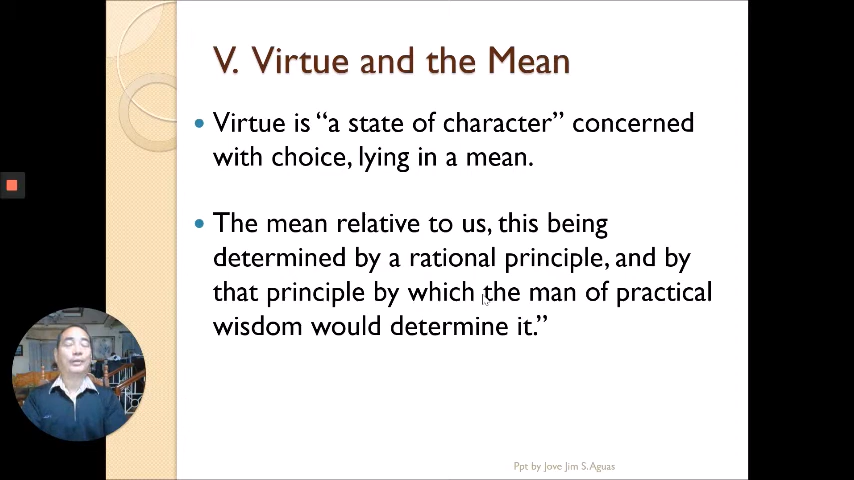 V. Virtue and the Mean
Virtue is “a state of character” concerned
with choice, lying in a mean.
The mean relative to us, this being
determined by a rational principle, and by
that principle by which the man of practical
wisdom would determine it.”
Ppt by Jove Jim S. Aguas